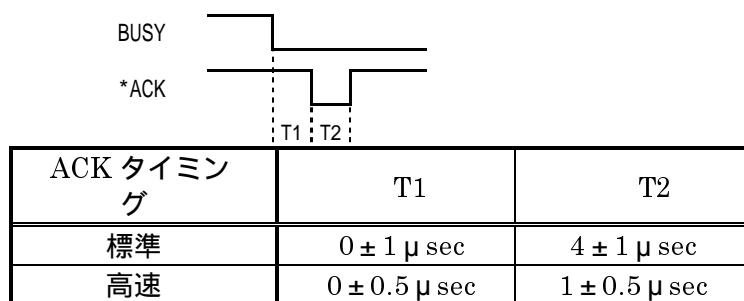 BUSY
*ACK
T1 T2
ACK タイミン
グ
T1 T2
標準 0 ± 1 μ sec 4 ± 1 μ sec
高速 0 ± 0.5 μ sec 1 ± 0.5 μ sec